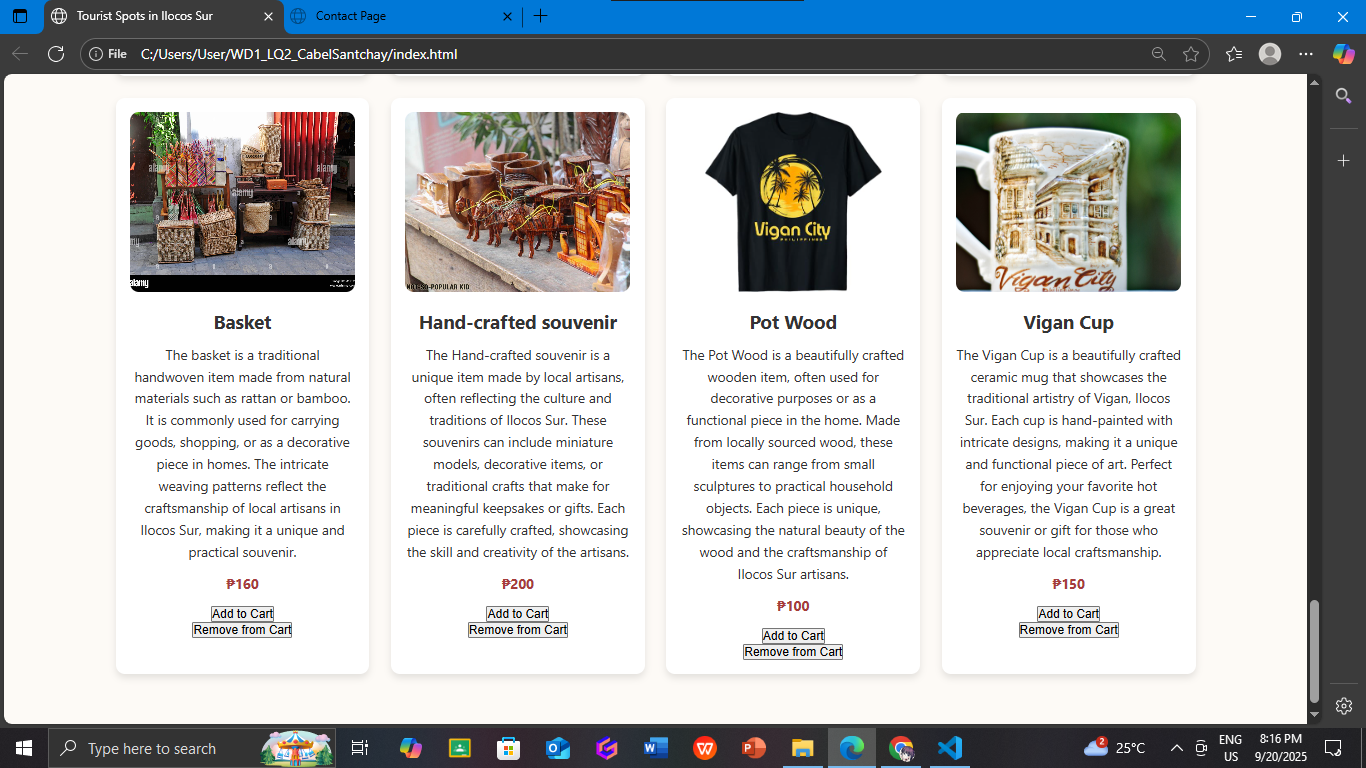 Tourist Spots in Ilocos Sur
Contact Page
File
C:/Users/User/WD1_LQ2_CabelSantchay/index.html
alamy
alamy
alamy
alamy
Vigan City
PHILIPPINES
Vigan City
Basket
The basket is a traditional
handwoven item made from natural
materials such as rattan or bamboo.
It is commonly used for carrying
goods, shopping, or as a decorative
piece in homes. The intricate
weaving patterns reflect the
craftsmanship of local artisans in
Ilocos Sur, making it a unique and
practical souvenir.
₱160
Add to Cart
Remove from Cart
Hand-crafted souvenir
The Hand-crafted souvenir is a
unique item made by local artisans,
often reflecting the culture and
traditions of Ilocos Sur. These
souvenirs can include miniature
models, decorative items, or
traditional crafts that make for
meaningful keepsakes or gifts. Each
piece is carefully crafted, showcasing
the skill and creativity of the artisans.
₱200
Add to Cart
Remove from Cart
Pot Wood
The Pot Wood is a beautifully crafted
wooden item, often used for
decorative purposes or as a
functional piece in the home. Made
from locally sourced wood, these
items can range from small
sculptures to practical household
objects. Each piece is unique,
showcasing the natural beauty of the
wood and the craftsmanship of
Ilocos Sur artisans.
₱100
Add to Cart
Remove from Cart
Vigan Cup
The Vigan Cup is a beautifully crafted
ceramic mug that showcases the
traditional artistry of Vigan, Ilocos
Sur. Each cup is hand-painted with
intricate designs, making it a unique
and functional piece of art. Perfect
for enjoying your favorite hot
beverages, the Vigan Cup is a great
souvenir or gift for those who
appreciate local craftsmanship.
₱150
Add to Cart
Remove from Cart
Type here to search
2
25°C
ENG
US
8:16 PM
9/20/2025